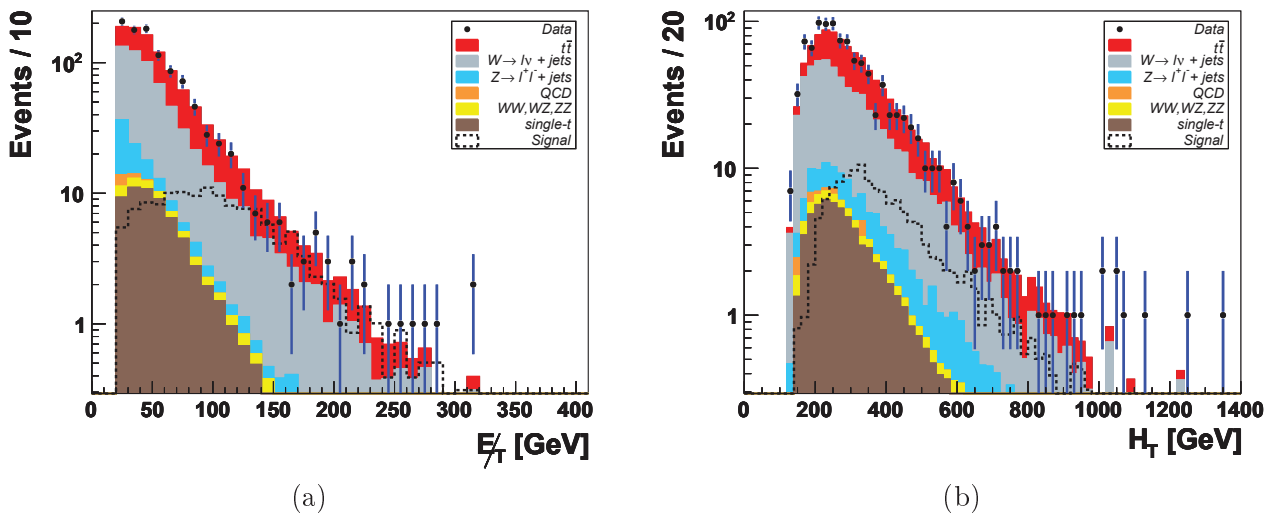 Events / 10
10²
10
1
Data
tt̄
W→ lν + jets
Z→ l⁺l⁻+ jets
QCD
WW,WZ,ZZ
single-t
Signal
0 50 100 150 200 250 300 350 400
E̸_T [GeV]
(a)
Events / 20
10²
10
1
Data
tt̄
W→ lν + jets
Z→ l⁺l⁻+ jets
QCD
WW,WZ,ZZ
single-t
Signal
0 200 400 600 800 1000 1200 1400
H_T [GeV]
(b)